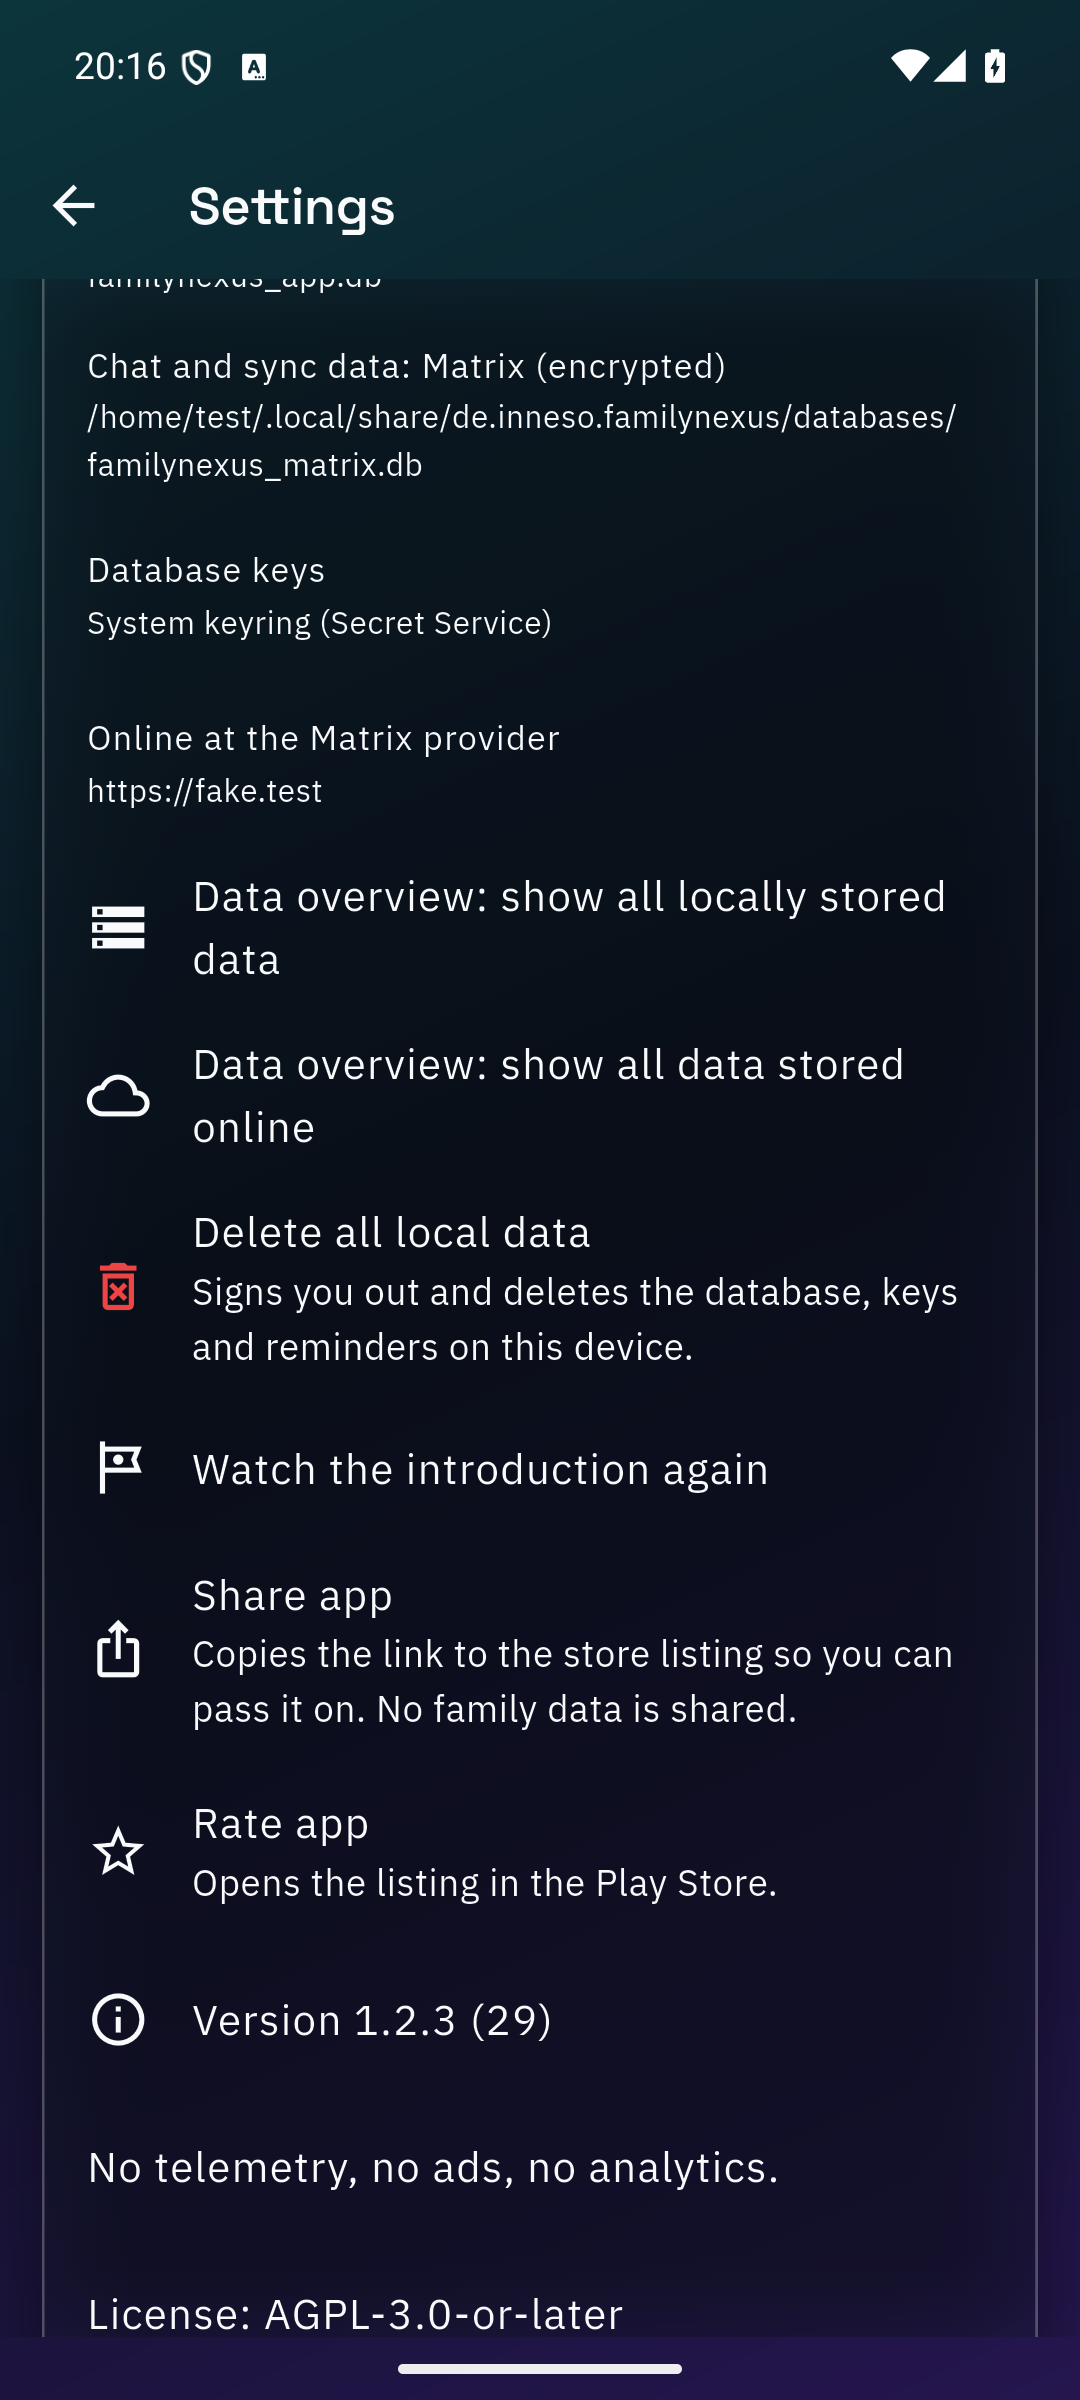 20:16
Settings
familynexus_app.db
Chat and sync data: Matrix (encrypted)
/home/test/.local/share/de.inneso.familynexus/databases/
familynexus_matrix.db
Database keys
System keyring (Secret Service)
Online at the Matrix provider
https://fake.test
Data overview: show all locally stored
data
Data overview: show all data stored
online
Delete all local data
Signs you out and deletes the database, keys
and reminders on this device.
Watch the introduction again
Share app
Copies the link to the store listing so you can
pass it on. No family data is shared.
Rate app
Opens the listing in the Play Store.
Version 1.2.3 (29)
No telemetry, no ads, no analytics.
License: AGPL-3.0-or-later